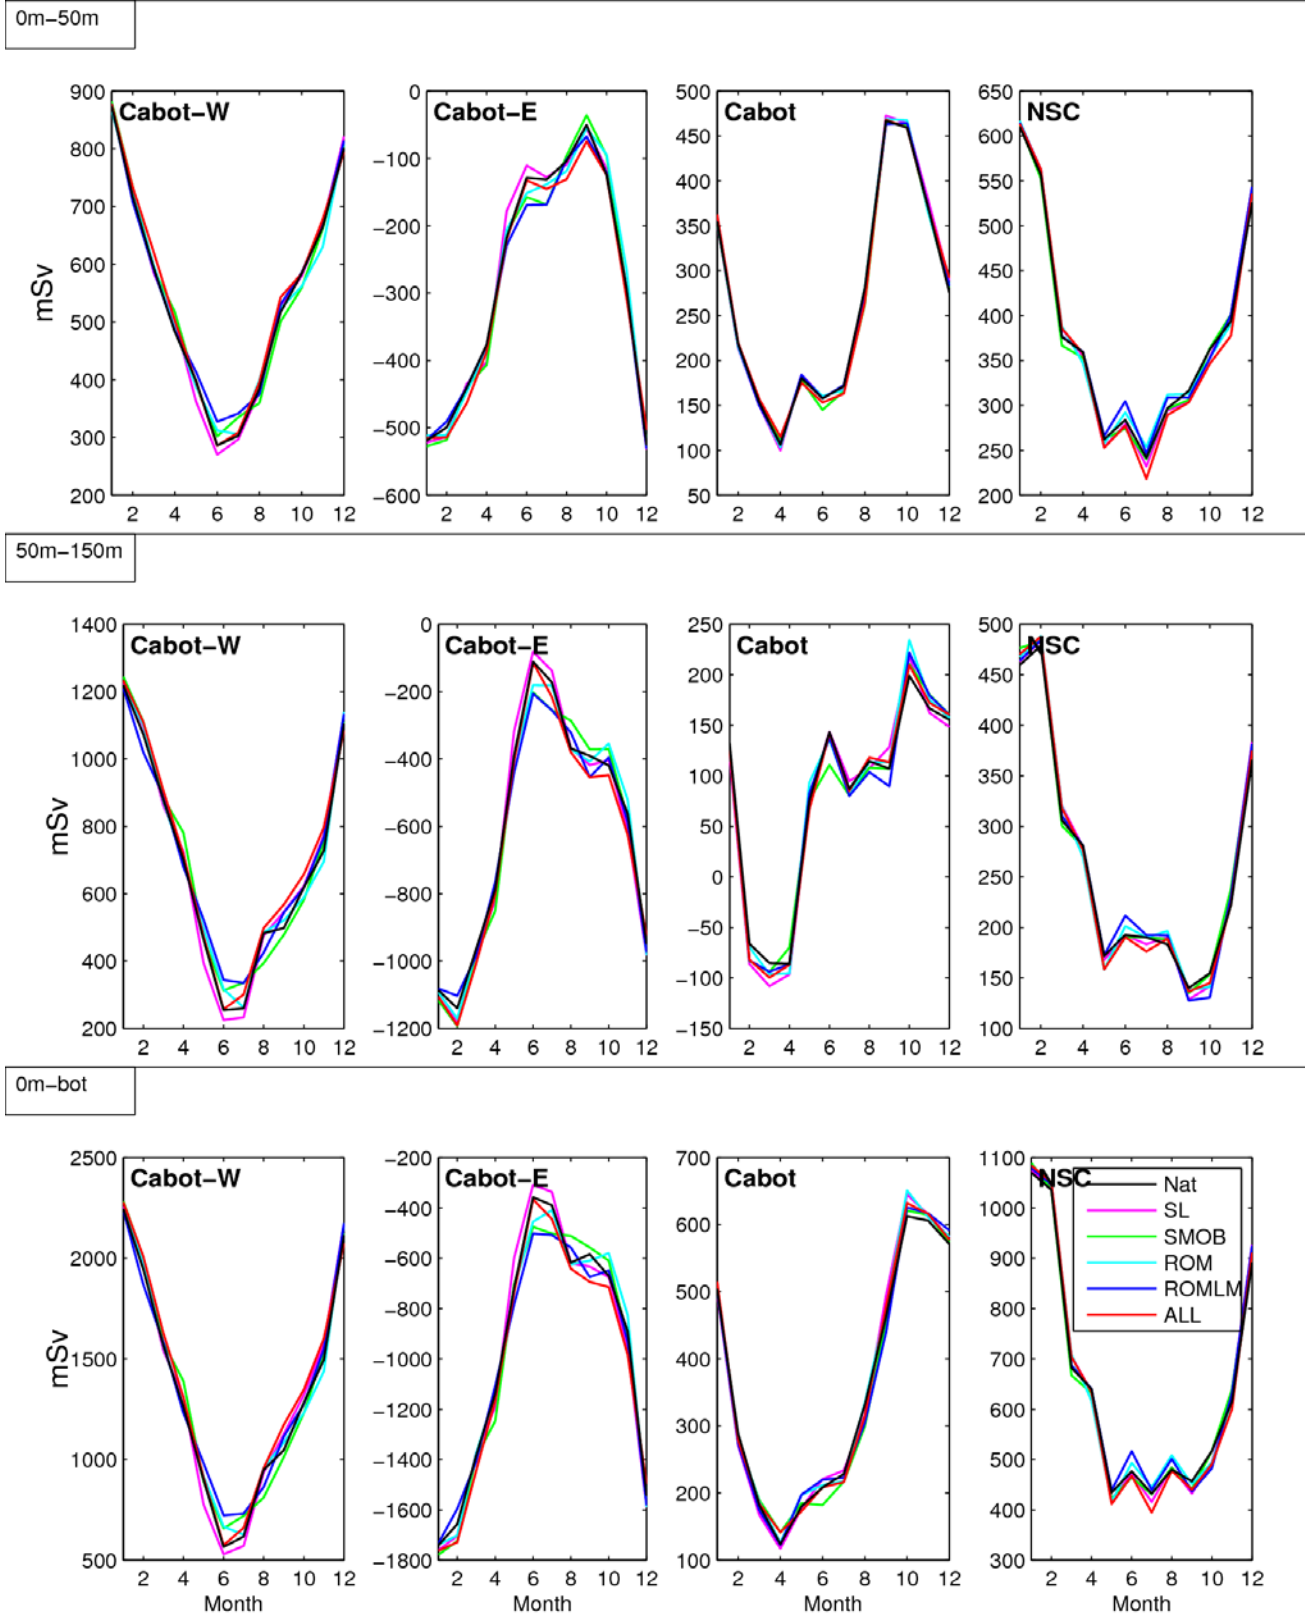 0m−50m
Cabot−W
Cabot−E
Cabot
NSC
mSv
900
800
700
600
500
400
300
200
2 4 6 8 10 12
0
−100
−200
−300
−400
−500
−600
2 4 6 8 10 12
500
450
400
350
300
250
200
150
100
50
2 4 6 8 10 12
650
600
550
500
450
400
350
300
250
200
2 4 6 8 10 12
50m−150m
Cabot−W
Cabot−E
Cabot
NSC
mSv
1400
1200
1000
800
600
400
200
2 4 6 8 10 12
0
−200
−400
−600
−800
−1000
−1200
2 4 6 8 10 12
250
200
150
100
50
0
−50
−100
−150
2 4 6 8 10 12
500
450
400
350
300
250
200
150
100
2 4 6 8 10 12
0m−bot
Cabot−W
Cabot−E
Cabot
NSC
mSv
2500
2000
1500
1000
500
2 4 6 8 10 12
Month
−200
−400
−600
−800
−1000
−1200
−1400
−1600
−1800
2 4 6 8 10 12
Month
700
600
500
400
300
200
100
2 4 6 8 10 12
Month
1100
1000
900
800
700
600
500
400
300
2 4 6 8 10 12
Month
Nat
SL
SMOB
ROM
ROMLM
ALL